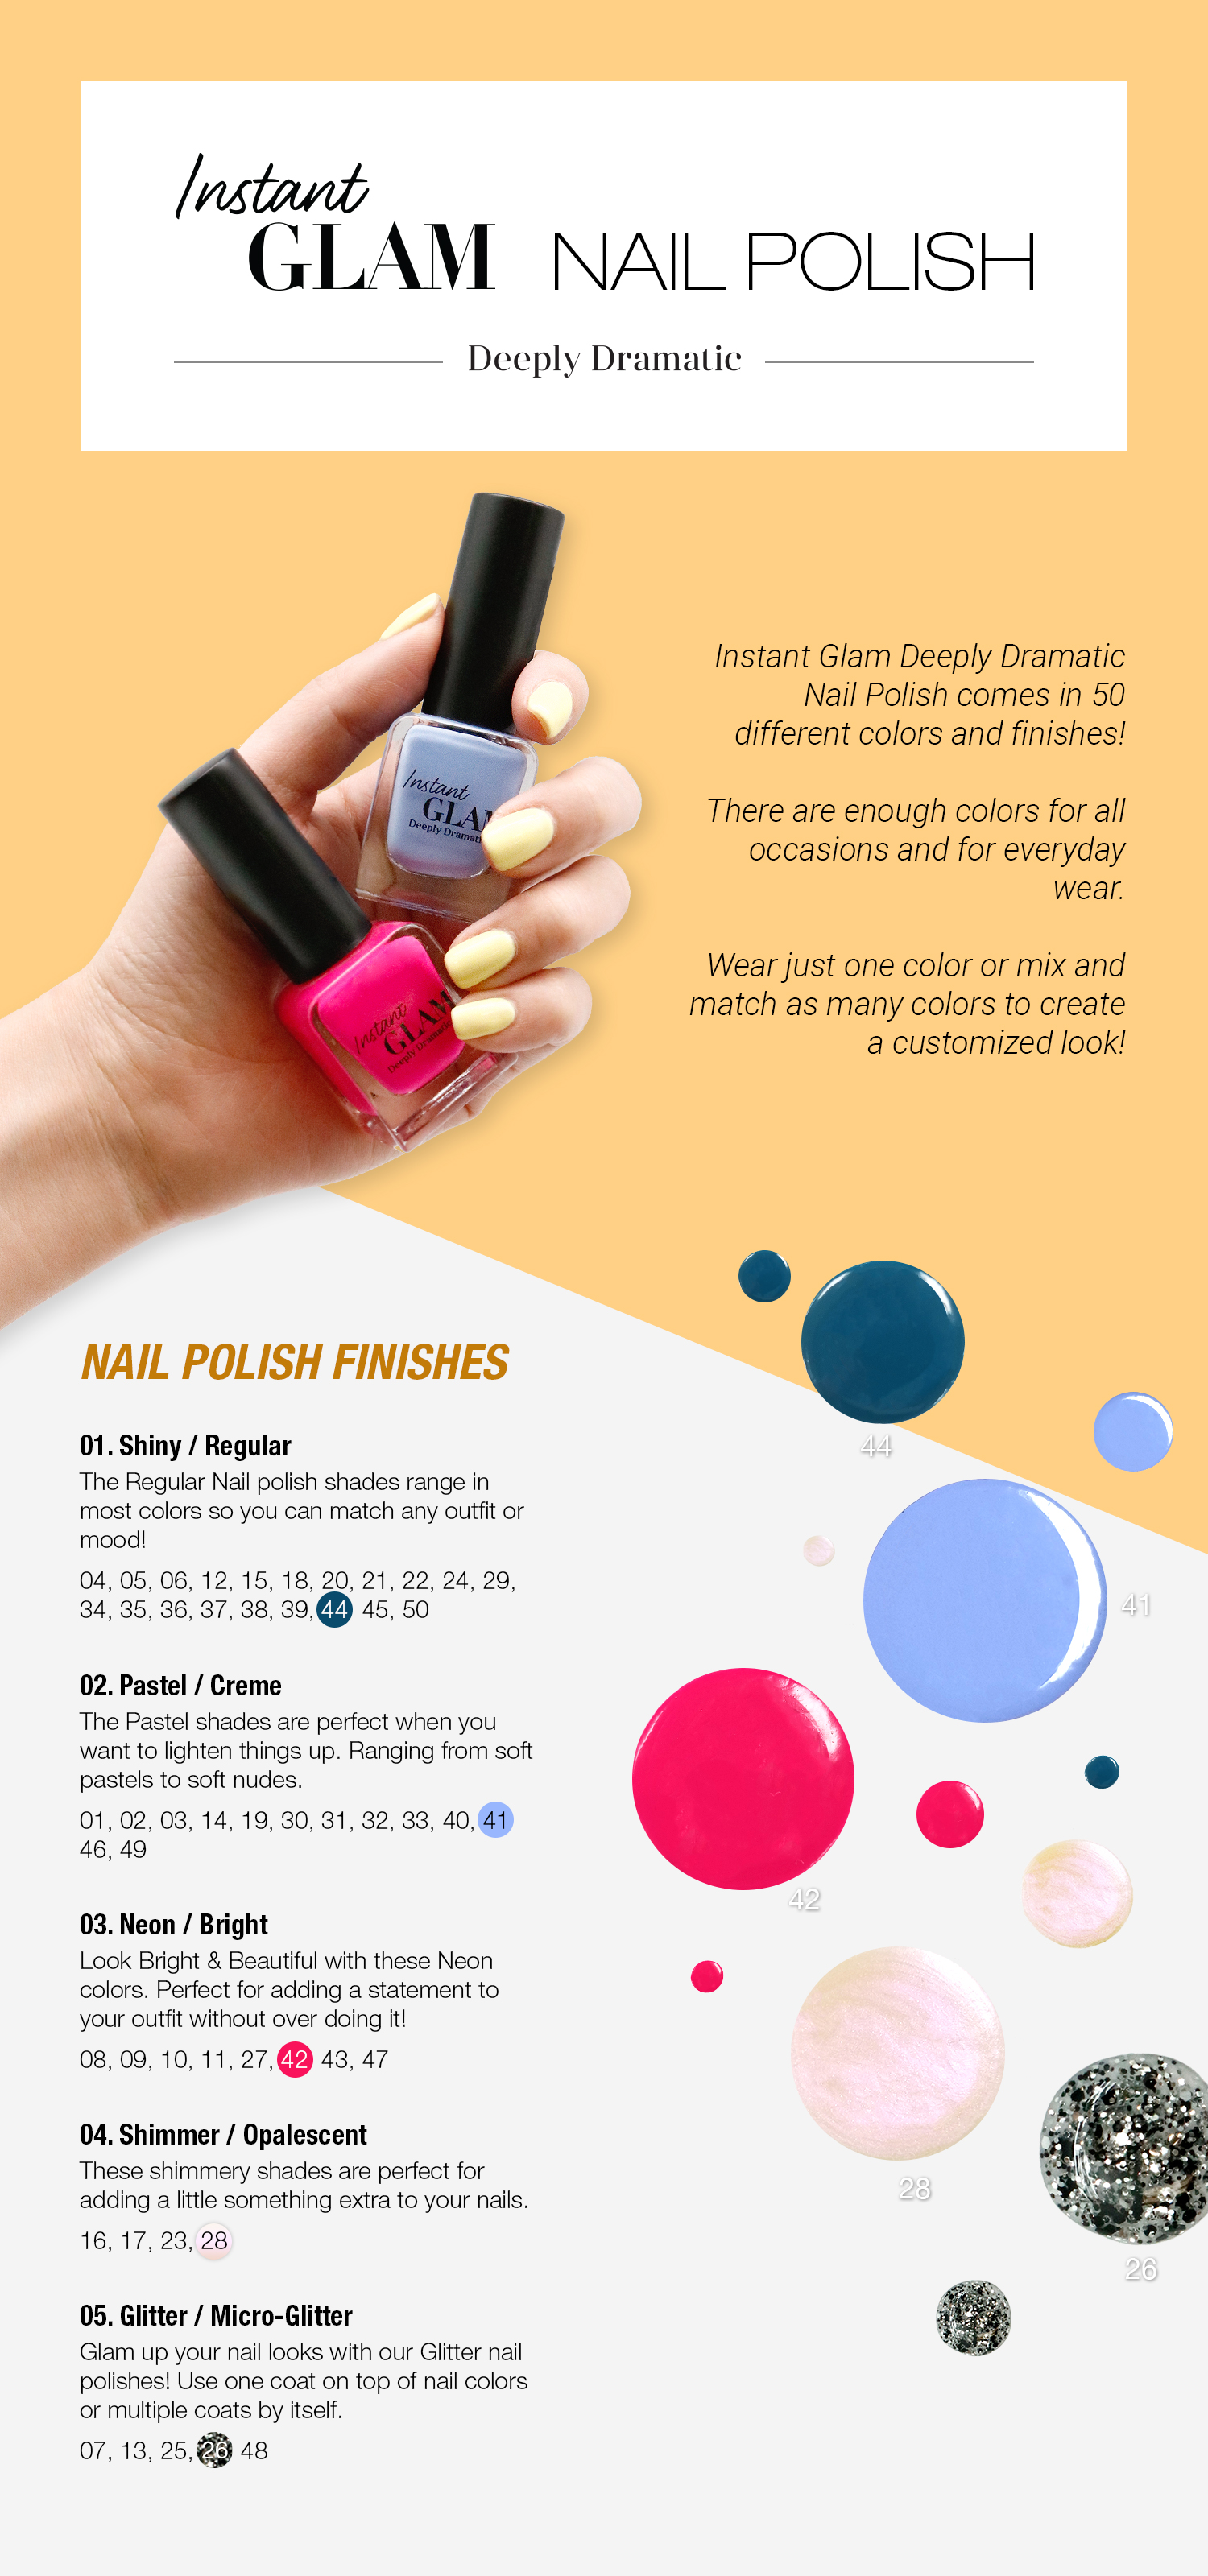 Instant
GLAM NAIL POLISH
Deeply Dramatic
Instant Glam Deeply Dramatic
Nail Polish comes in 50
different colors and finishes!
There are enough colors for all
occasions and for everyday
wear.
Wear just one color or mix and
match as many colors to create
a customized look!
Instant
GLAM
Deeply Dramatic
Instant
GLAM
Deeply Dramatic
NAIL POLISH FINISHES
01. Shiny / Regular
The Regular Nail polish shades range in
most colors so you can match any outfit or
mood!
04, 05, 06, 12, 15, 18, 20, 21, 22, 24, 29,
34, 35, 36, 37, 38, 39, 44 45, 50
02. Pastel / Creme
The Pastel shades are perfect when you
want to lighten things up. Ranging from soft
pastels to soft nudes.
01, 02, 03, 14, 19, 30, 31, 32, 33, 40, 41
46, 49
03. Neon / Bright
Look Bright & Beautiful with these Neon
colors. Perfect for adding a statement to
your outfit without over doing it!
08, 09, 10, 11, 27, 42 43, 47
04. Shimmer / Opalescent
These shimmery shades are perfect for
adding a little something extra to your nails.
16, 17, 23, 28
05. Glitter / Micro-Glitter
Glam up your nail looks with our Glitter nail
polishes! Use one coat on top of nail colors
or multiple coats by itself.
07, 13, 25, 26 48
44
41
42
28
26